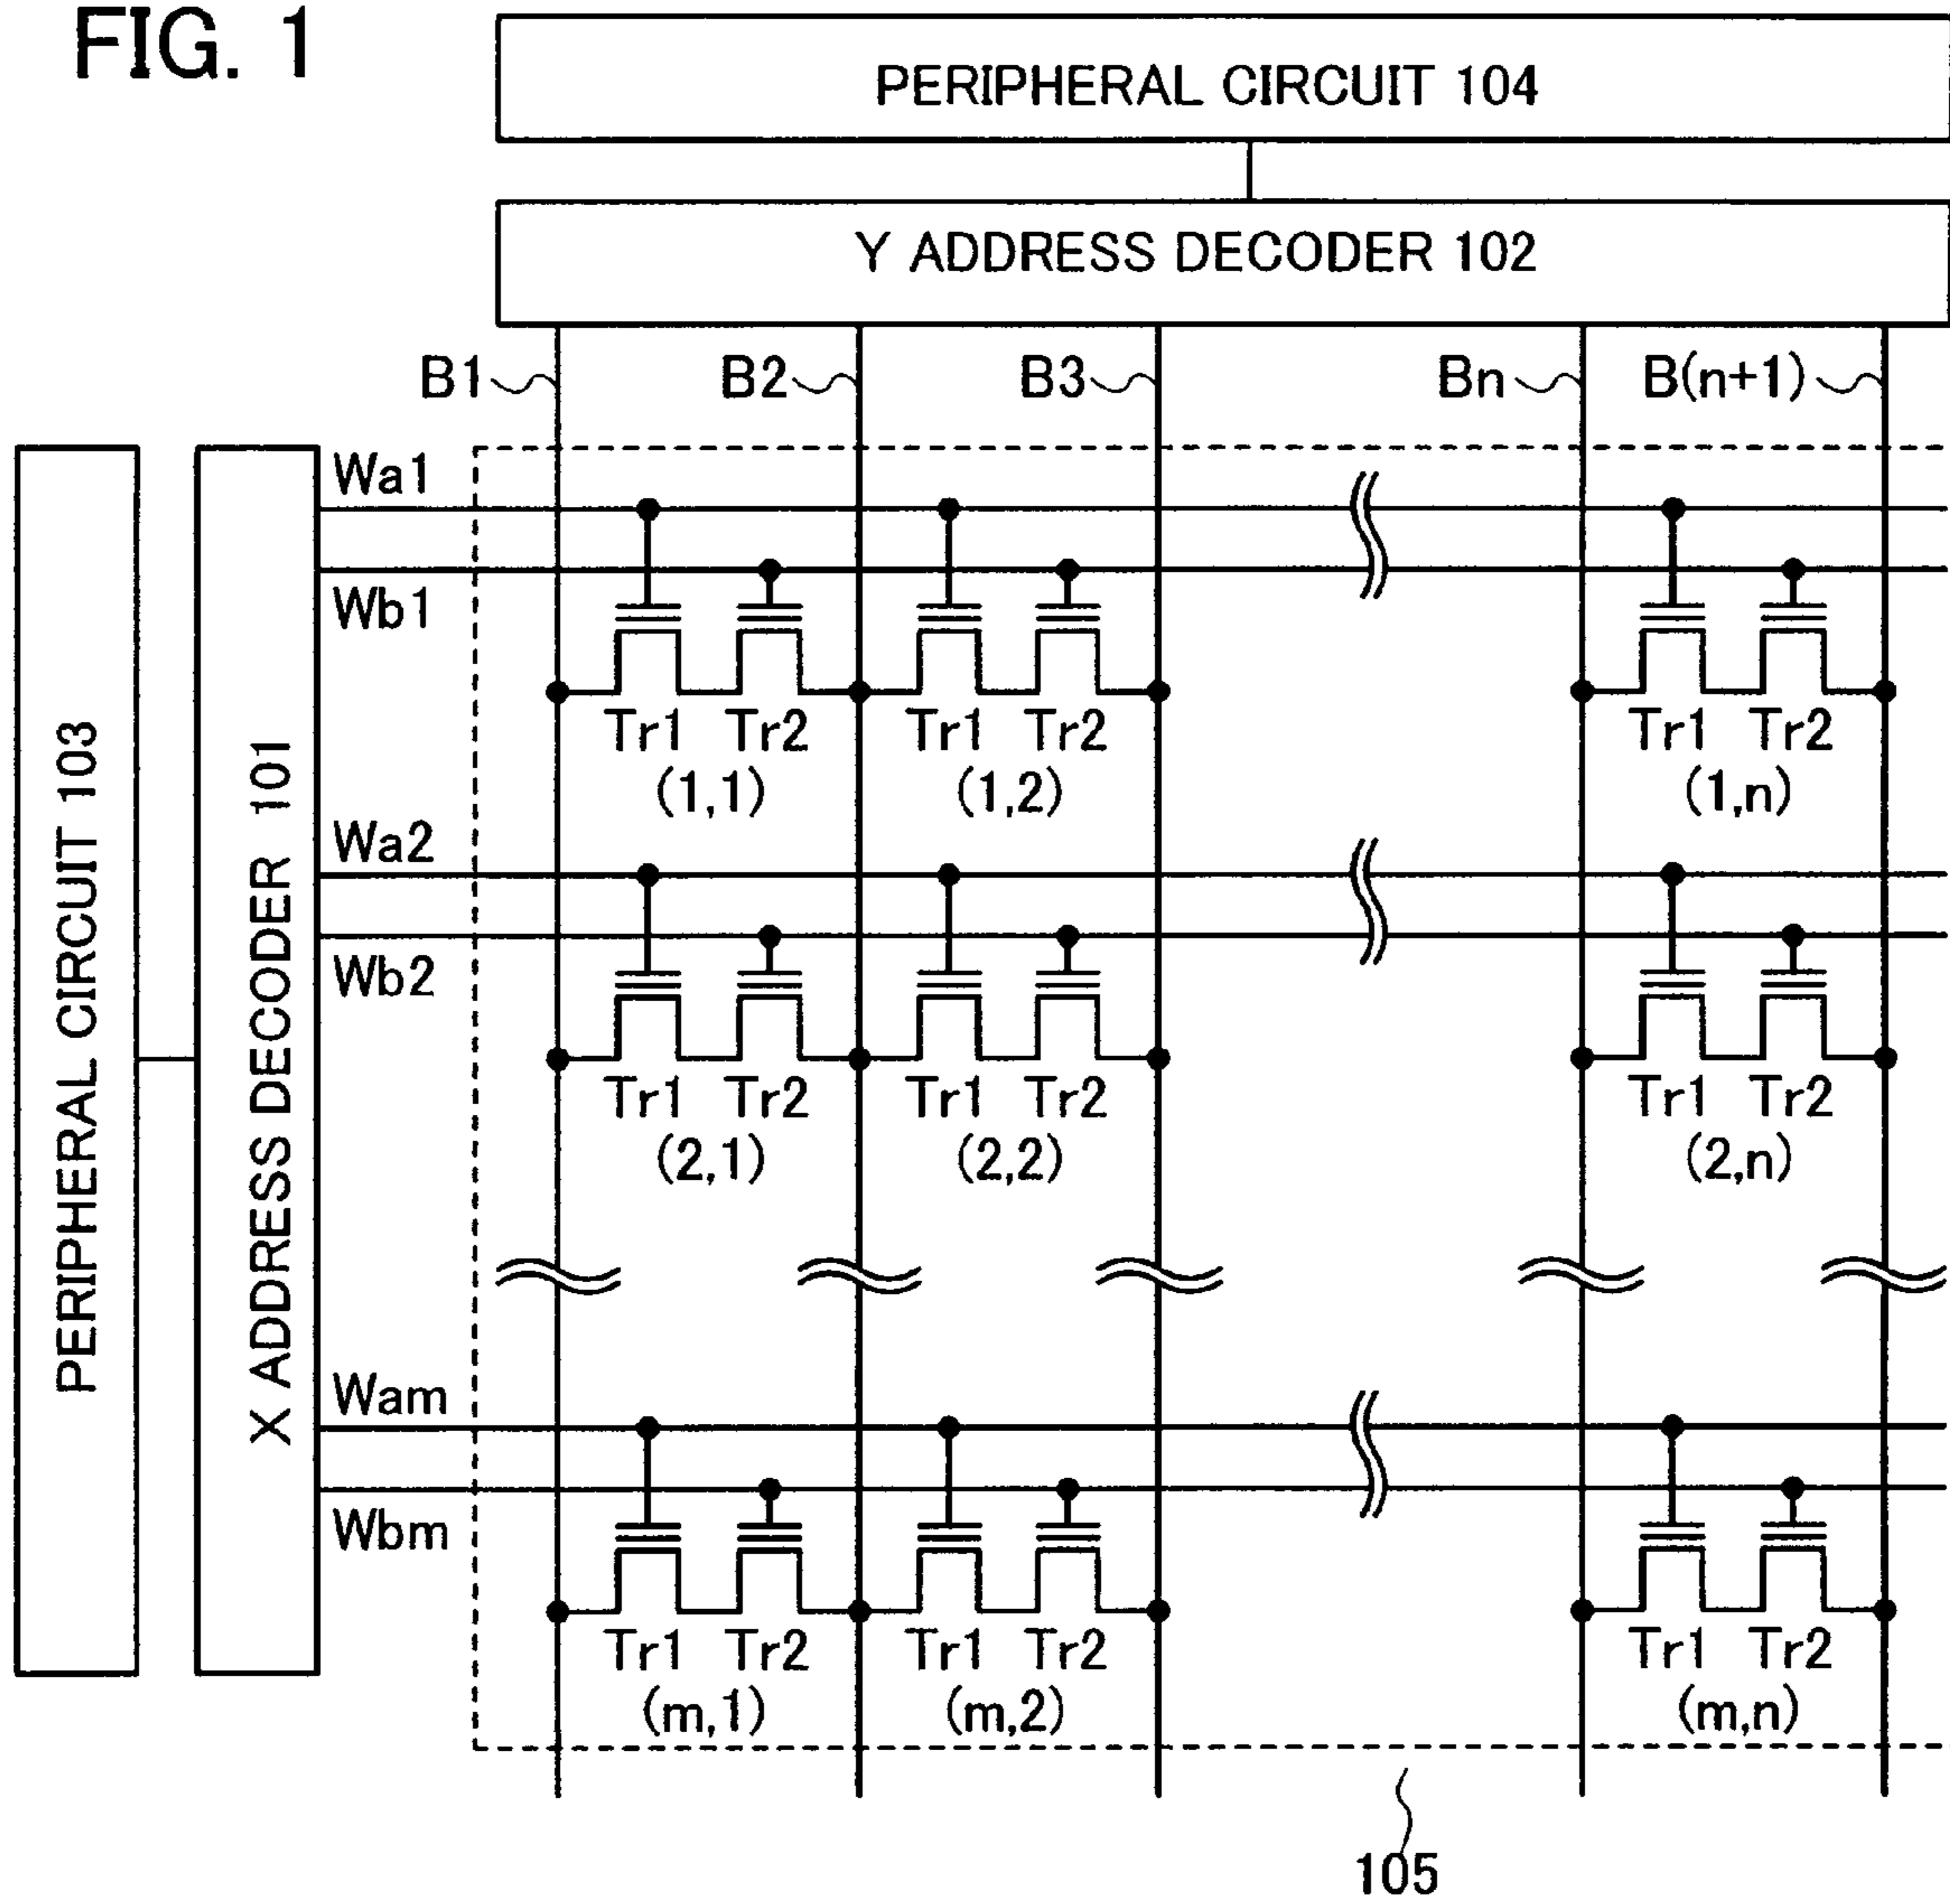 FIG. 1
PERIPHERAL CIRCUIT 104
Y ADDRESS DECODER 102
B1 B2 B3 Bn B(n+1)
PERIPHERAL CIRCUIT 103
X ADDRESS DECODER 101
Wa1
Wb1
Tr1 Tr2 Tr1 Tr2 Tr1 Tr2
(1,1) (1,2) (1,n)
Wa2
Wb2
Tr1 Tr2 Tr1 Tr2 Tr1 Tr2
(2,1) (2,2) (2,n)
Wam
Wbm
Tr1 Tr2 Tr1 Tr2 Tr1 Tr2
(m,1) (m,2) (m,n)
105